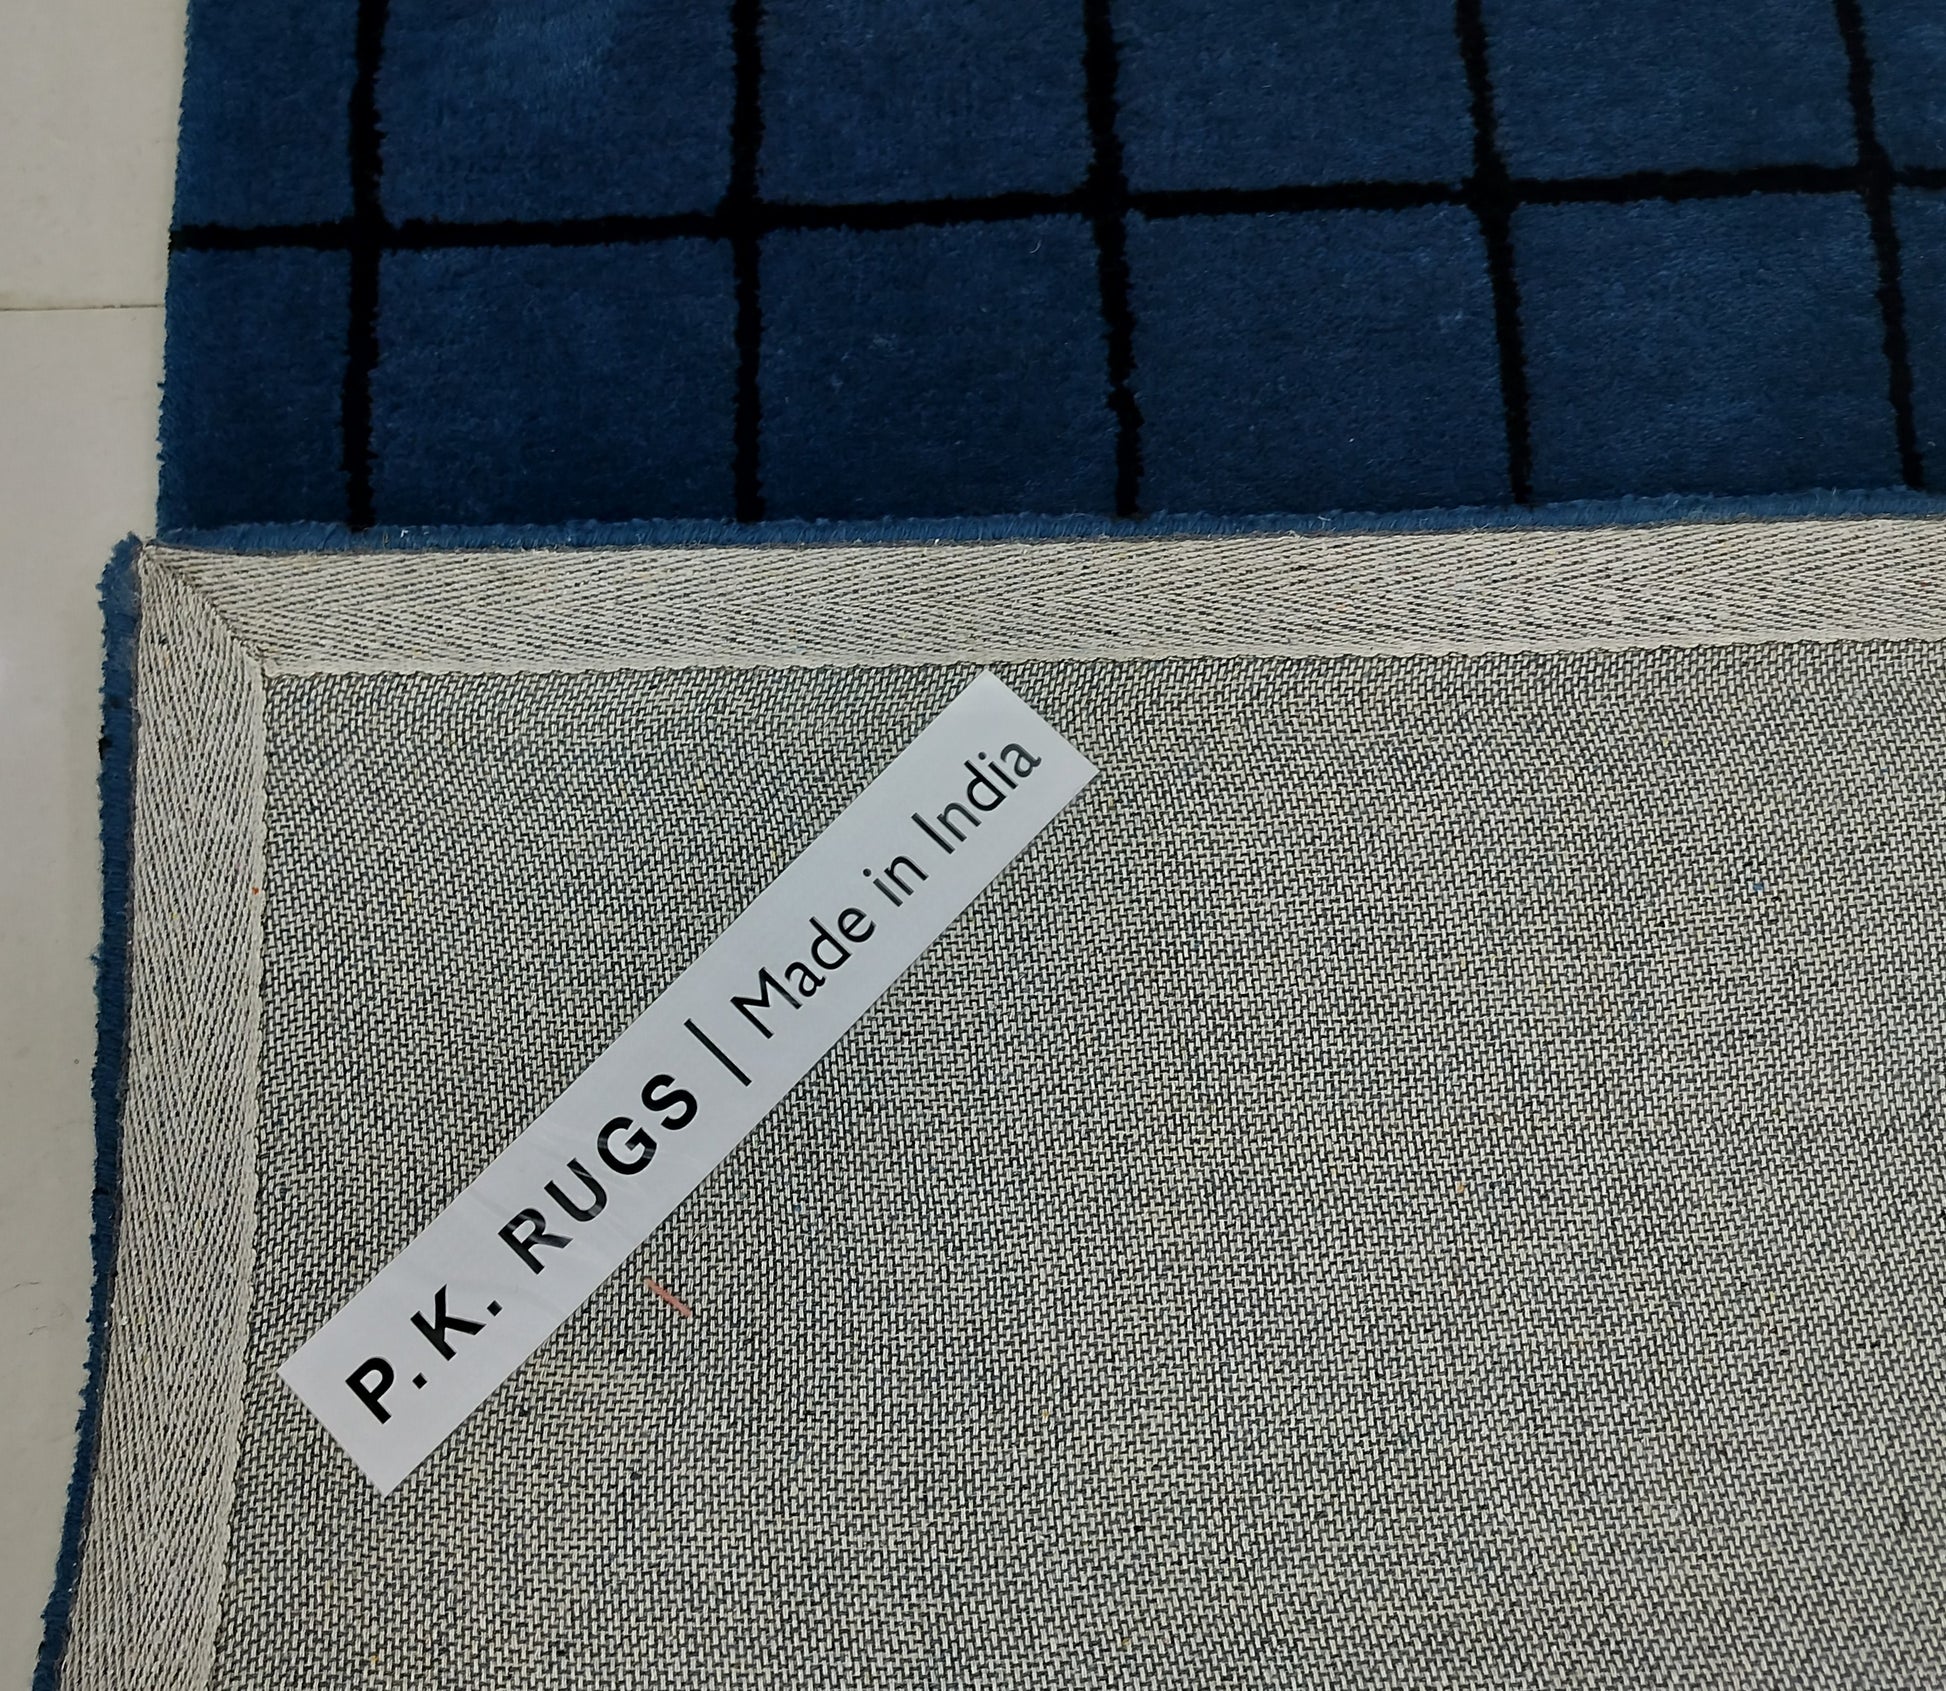 P.K. RUGS | Made in India